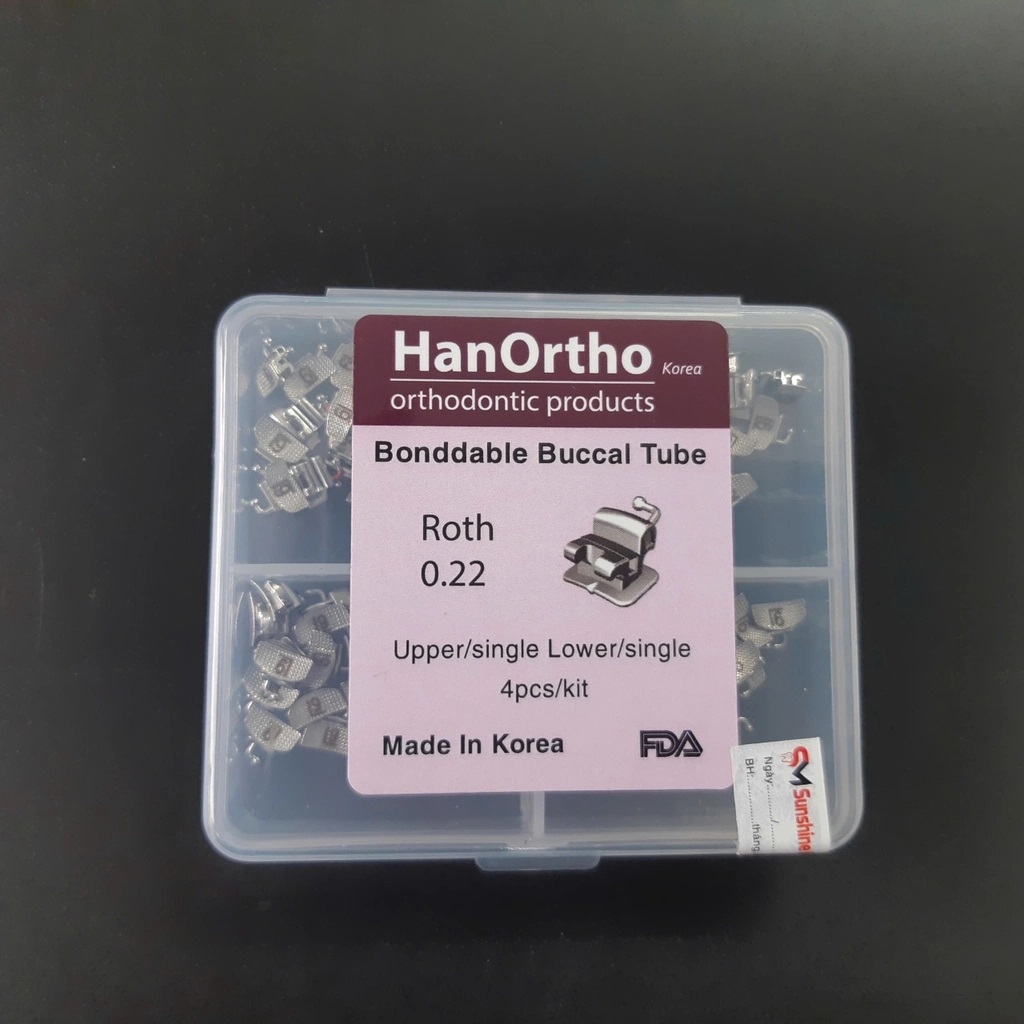 HanOrtho Korea
orthodontic products
Bonddable Buccal Tube
Roth
0.22
Upper/single Lower/single
4pcs/kit
Made In Korea
FDA
SM Sunshine
Ngày:........../..........
BH:...............tháng